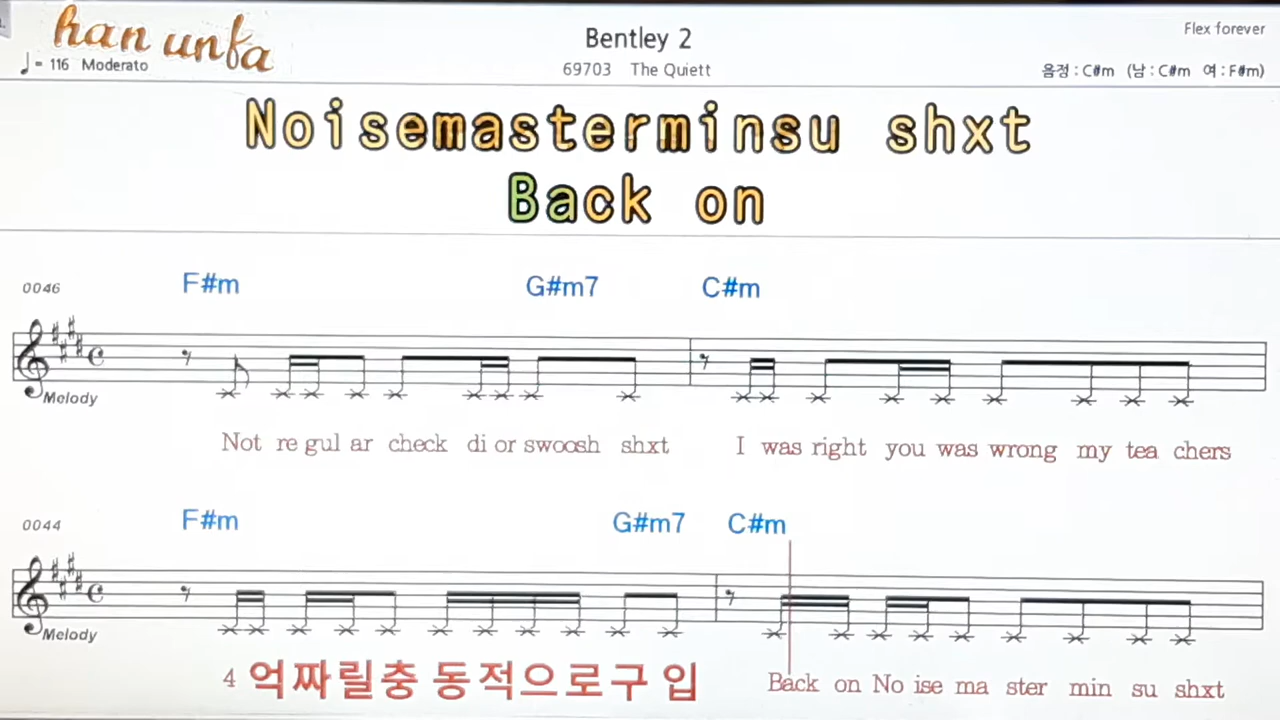 han unfa
♩= 116 Moderato
Bentley 2
69703 The Quiett
Flex forever
음정 : C#m (남 : C#m 여 : F#m)
Noisemasterminsu shxt
Back on
0046
F#m G#m7 C#m
Melody
Not re gul ar check di or swoosh shxt I was right you was wrong my tea chers
0044
F#m G#m7 C#m
Melody
4 억짜릴충동적으로구입 Back on No ise ma ster min su shxt